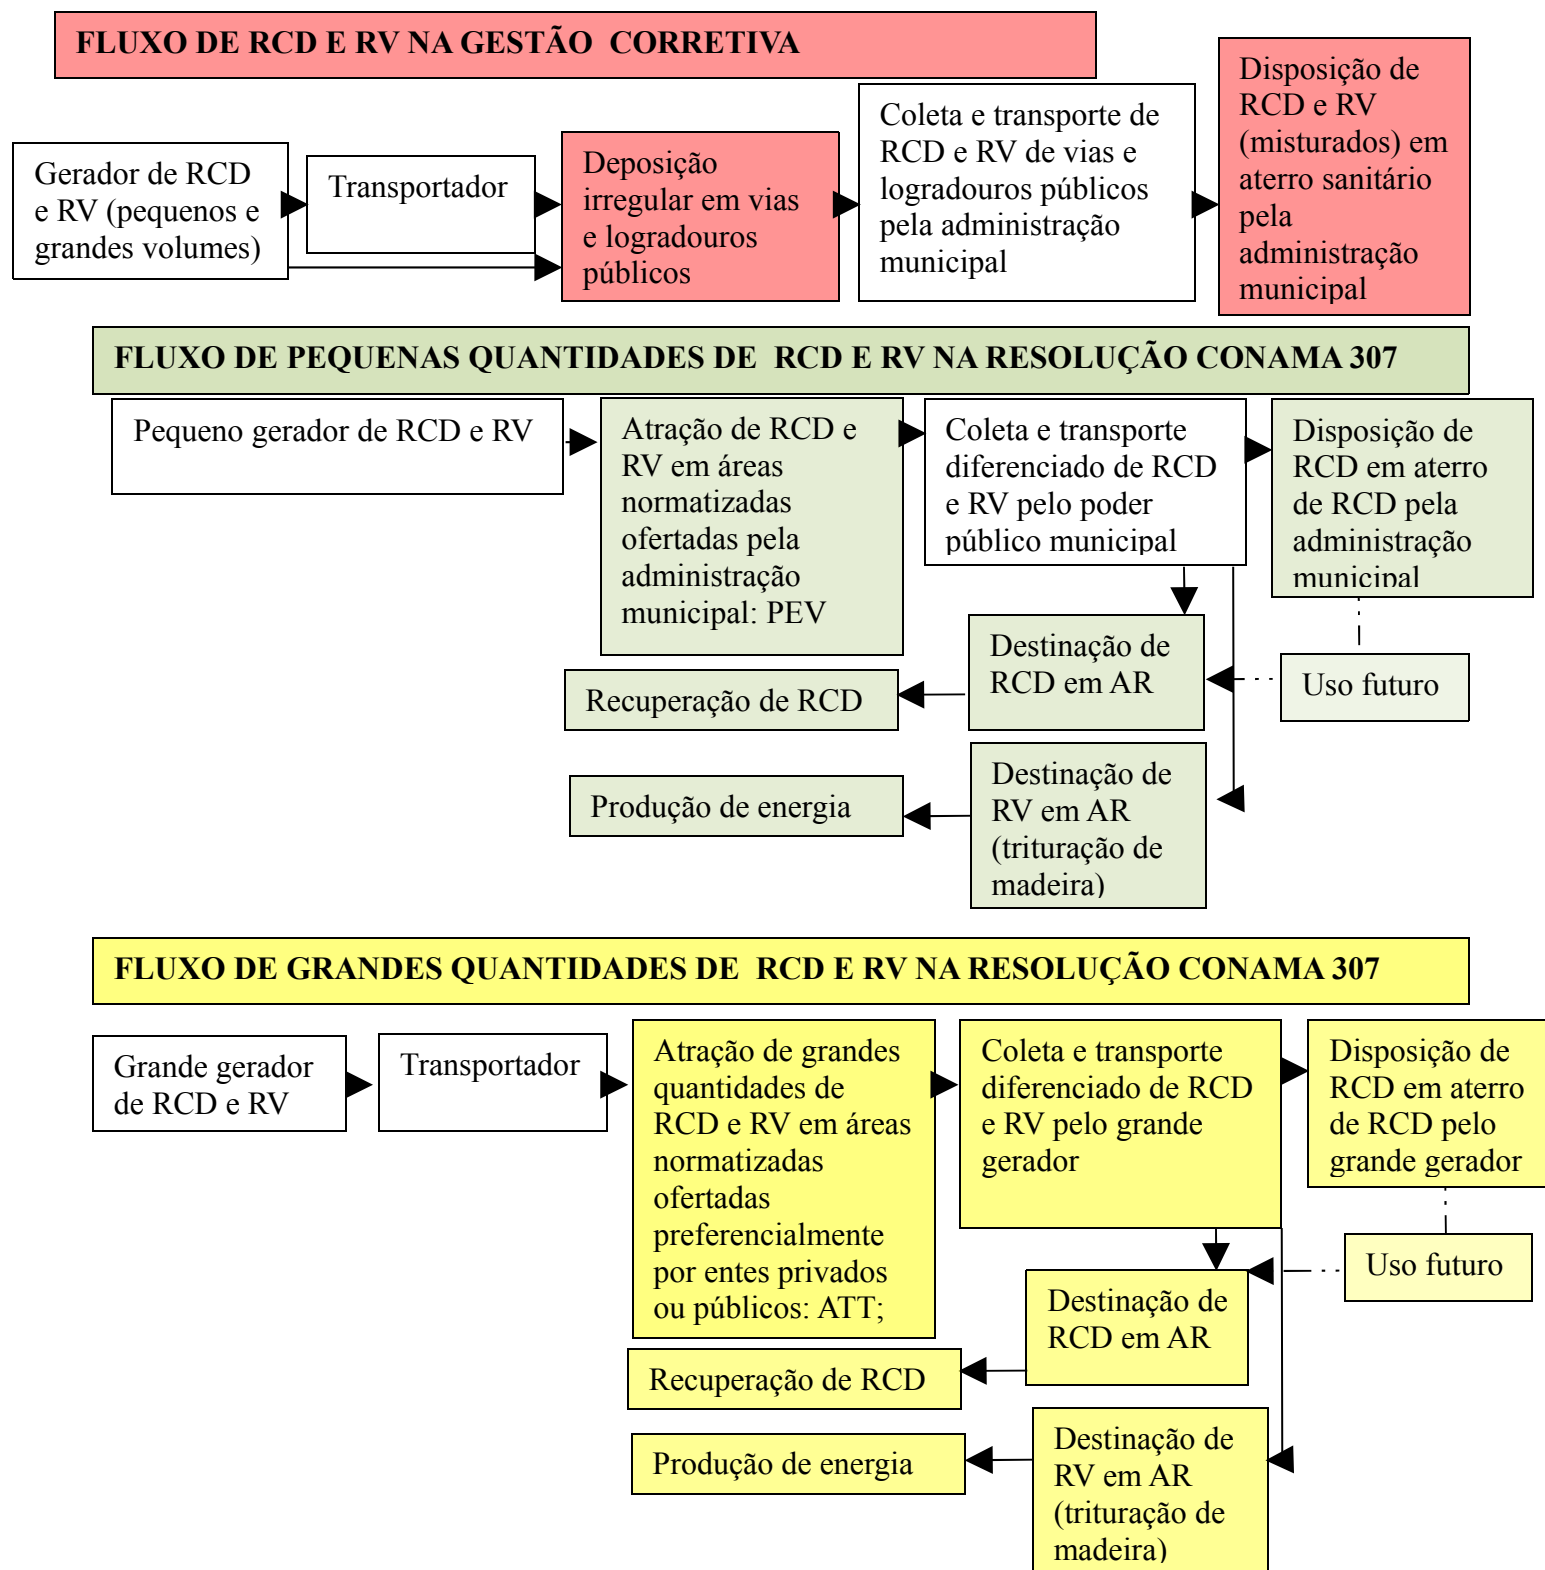 FLUXO DE RCD E RV NA GESTÃO  CORRETIVA
Gerador de RCD
e RV (pequenos e
grandes volumes)
Transportador
Deposição
irregular em vias
e logradouros
públicos
Coleta e transporte de
RCD e RV de vias e
logradouros públicos
pela administração
municipal
Disposição de
RCD e RV
(misturados) em
aterro sanitário
pela
administração
municipal
FLUXO DE PEQUENAS QUANTIDADES DE  RCD E RV NA RESOLUÇÃO CONAMA 307
Pequeno gerador de RCD e RV
Atração de RCD e
RV em áreas
normatizadas
ofertadas pela
administração
municipal: PEV
Coleta e transporte
diferenciado de RCD
e RV pelo poder
público municipal
Disposição de
RCD em aterro
de RCD pela
administração
municipal
Destinação de
RCD em AR
Uso futuro
Recuperação de RCD
Destinação de
RV em AR
(trituração de
madeira)
Produção de energia
FLUXO DE GRANDES QUANTIDADES DE  RCD E RV NA RESOLUÇÃO CONAMA 307
Grande gerador
de RCD e RV
Transportador
Atração de grandes
quantidades de
RCD e RV em áreas
normatizadas
ofertadas
preferencialmente
por entes privados
ou públicos: ATT;
Coleta e transporte
diferenciado de RCD
e RV pelo grande
gerador
Disposição de
RCD em aterro
de RCD pelo
grande gerador
Uso futuro
Destinação de
RCD em AR
Recuperação de RCD
Destinação de
RV em AR
(trituração de
madeira)
Produção de energia